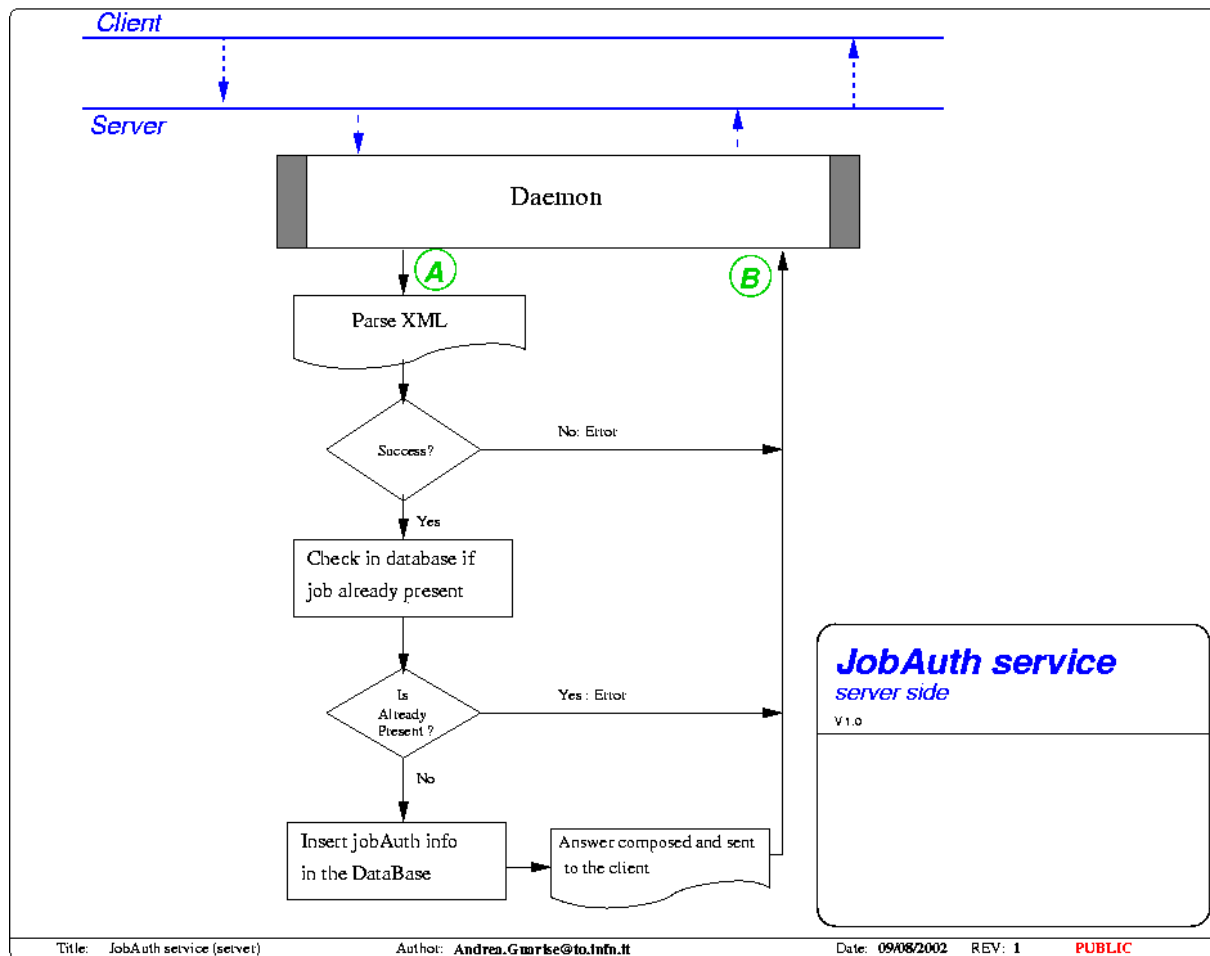 Client
Server
Daemon
A
B
Parse XML
Success?
No: Error
Yes
Check in database if
job already present
Is
Already
Present ?
Yes : Error
No
Insert jobAuth info
in the DataBase
Answer composed and sent
to the client
JobAuth service
server side
V 1.0
Title: JobAuth service (server) Author: Andrea.Guarise@to.infn.it Date: 09/08/2002 REV: 1 PUBLIC